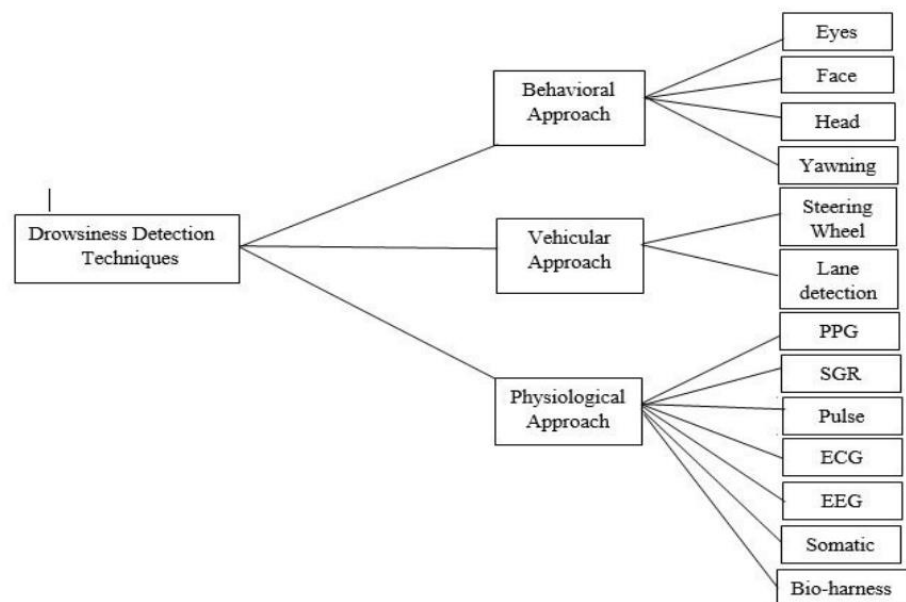 Drowsiness Detection
Techniques
Behavioral
Approach
Eyes
Face
Head
Yawning
Vehicular
Approach
Steering
Wheel
Lane
detection
Physiological
Approach
PPG
SGR
Pulse
ECG
EEG
Somatic
Bio-harness